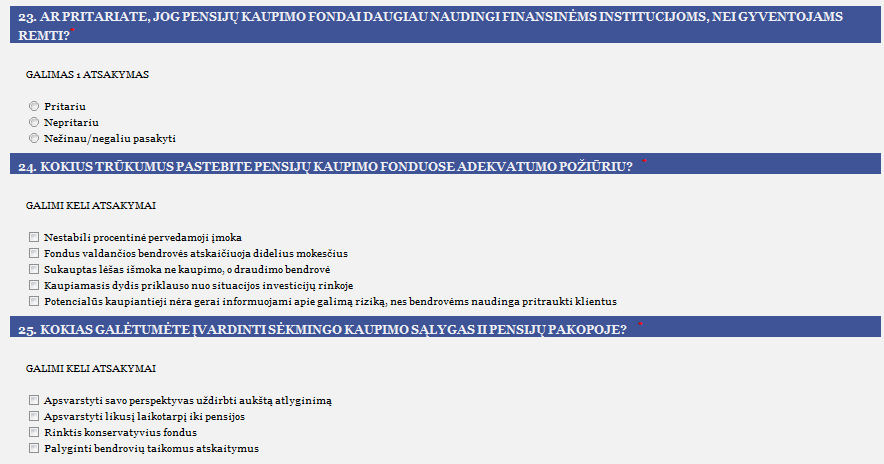 23. AR PRITARIATE, JOG PENSIJŲ KAUPIMO FONDAI DAUGIAU NAUDINGI FINANSINĖMS INSTITUCIJOMS, NEI GYVENTOJAMS
REMTI? *
GALIMAS 1 ATSAKYMAS
Pritariu
Nepritariu
Nežinau/negaliu pasakyti
24. KOKIUS TRŪKUMUS PASTEBITE PENSIJŲ KAUPIMO FONDUOSE ADEKVATUMO POŽIŪRIU? *
GALIMI KELI ATSAKYMAI
Nestabili procentinė pervedamoji įmoka
Fondus valdančios bendrovės atskaičiuoja didelius mokesčius
Sukauptas lėšas išmoka ne kaupimo, o draudimo bendrovė
Kaupiamasis dydis priklauso nuo situacijos investicijų rinkoje
Potencialūs kaupiantieji nėra gerai informuojami apie galimą riziką, nes bendrovėms naudinga pritraukti klientus
25. KOKIAS GALĖTUMĖTE ĮVARDINTI SĖKMINGO KAUPIMO SĄLYGAS II PENSIJŲ PAKOPOJE? *
GALIMI KELI ATSAKYMAI
Apsvarstyti savo perspektyvas uždirbti aukštą atlyginimą
Apsvarstyti likusį laikotarpį iki pensijos
Rinktis konservatyvius fondus
Palyginti bendrovių taikomus atskaitymus